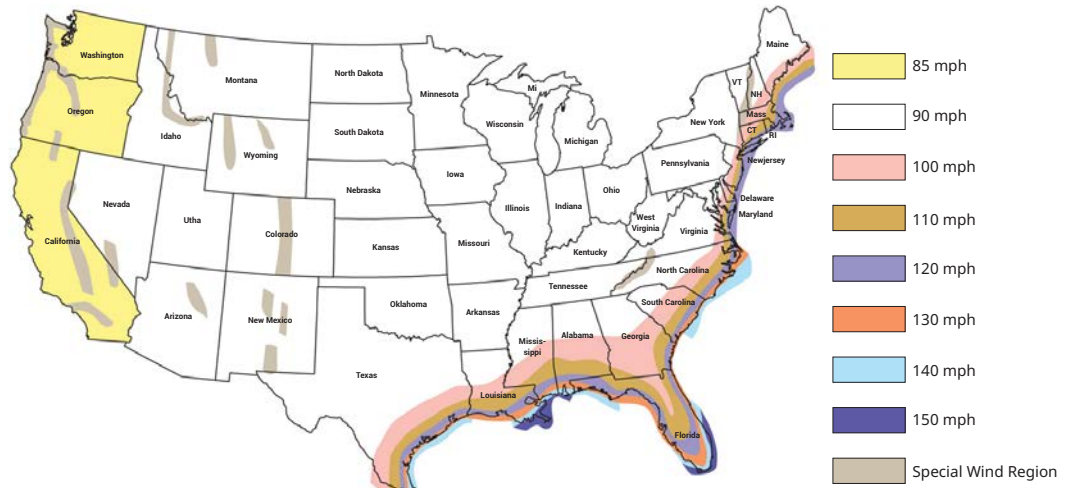 Washington
Oregon
California
Nevada
Idaho
Montana
Wyoming
Utha
Colorado
Arizona
New Mexico
North Dakota
South Dakota
Nebraska
Kansas
Oklahoma
Texas
Minnesota
Iowa
Missouri
Arkansas
Louisiana
Wisconsin
Mi
Michigan
Illinois
Indiana
Ohio
Kentucky
Tennessee
Missis-
sippi
Alabama
Georgia
Florida
South Carolina
North Carolina
Virginia
West
Virginia
Pennsylvania
New York
VT
NH
Maine
Mass
CT
RI
Newjersey
Delaware
Maryland
85 mph
90 mph
100 mph
110 mph
120 mph
130 mph
140 mph
150 mph
Special Wind Region